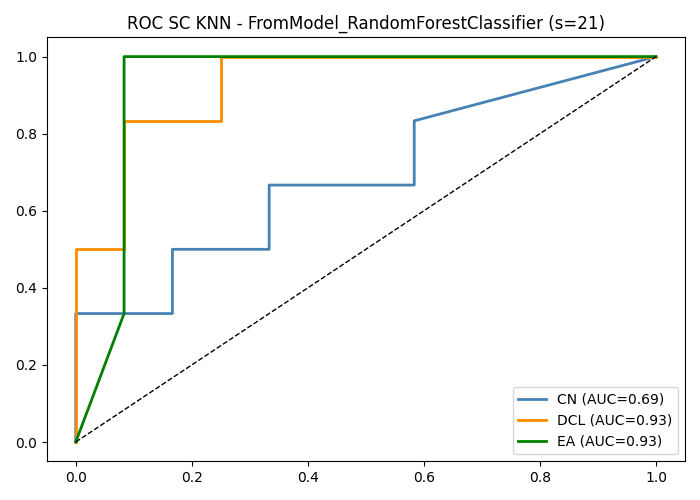 ROC SC KNN - FromModel_RandomForestClassifier (s=21)
1.0
0.8
0.6
0.4
0.2
0.0
0.0 0.2 0.4 0.6 0.8 1.0
CN (AUC=0.69)
DCL (AUC=0.93)
EA (AUC=0.93)